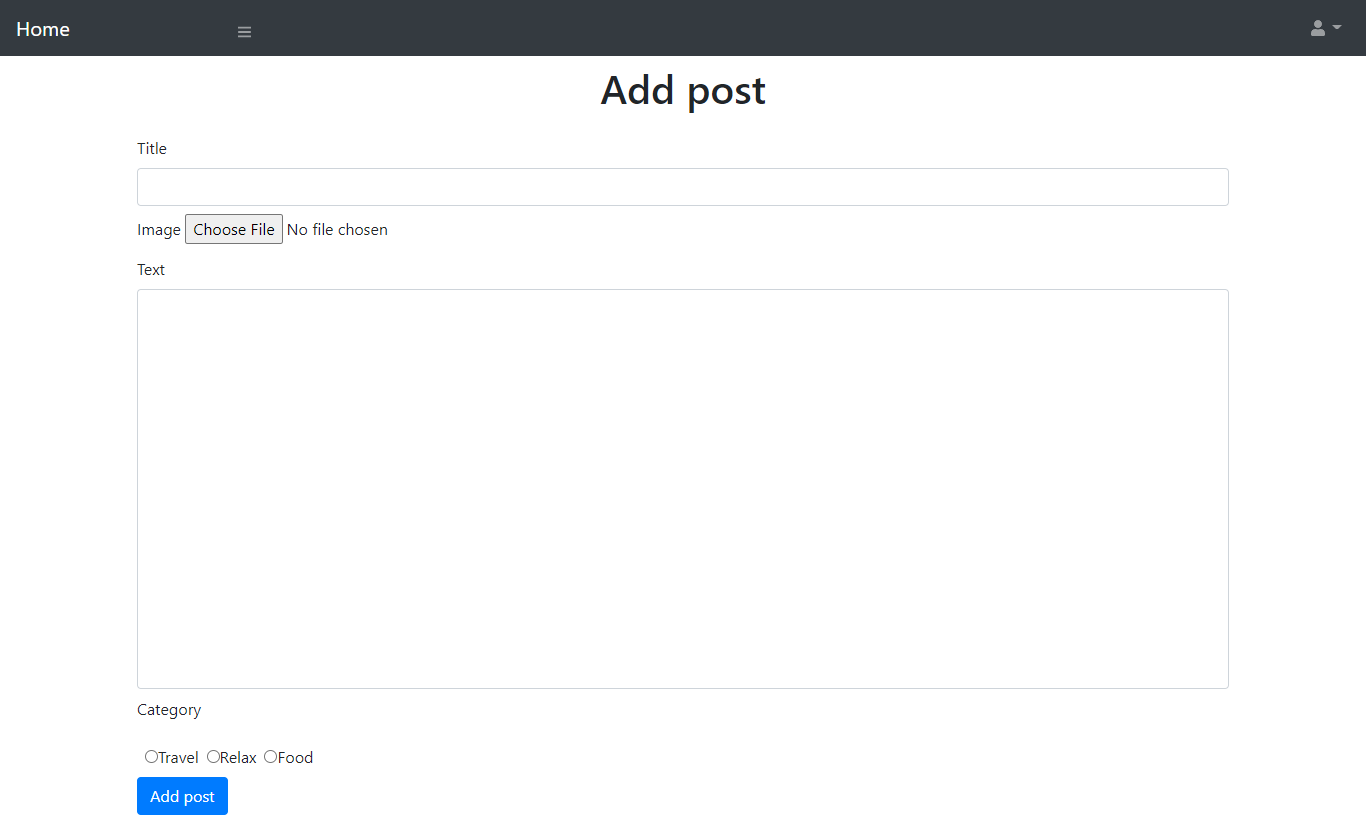 Home
Add post
Title
Image Choose File No file chosen
Text
Category
Travel Relax Food
Add post